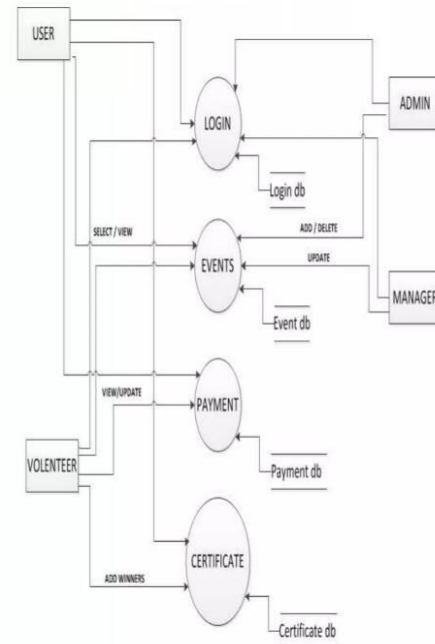 USER
LOGIN
ADMIN
Login db
SELECT / VIEW
ADD / DELETE
EVENTS
UPDATE
MANAGER
Event db
VIEW/UPDATE
PAYMENT
VOLENTEER
Payment db
CERTIFICATE
ADD WINNERS
Certificate db